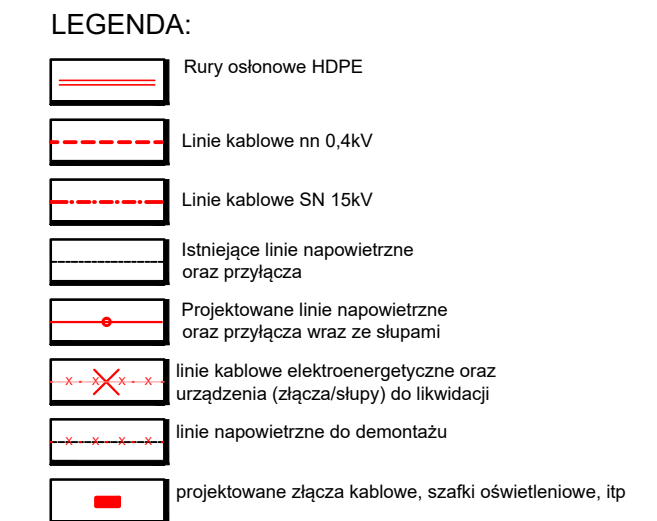 LEGENDA:
Rury osłonowe HDPE
Linie kablowe nn 0,4kV
Linie kablowe SN 15kV
Istniejące linie napowietrzne
oraz przyłącza
Projektowane linie napowietrzne
oraz przyłącza wraz ze słupami
linie kablowe elektroenergetyczne oraz
urządzenia (złącza/słupy) do likwidacji
linie napowietrzne do demontażu
projektowane złącza kablowe, szafki oświetleniowe, itp